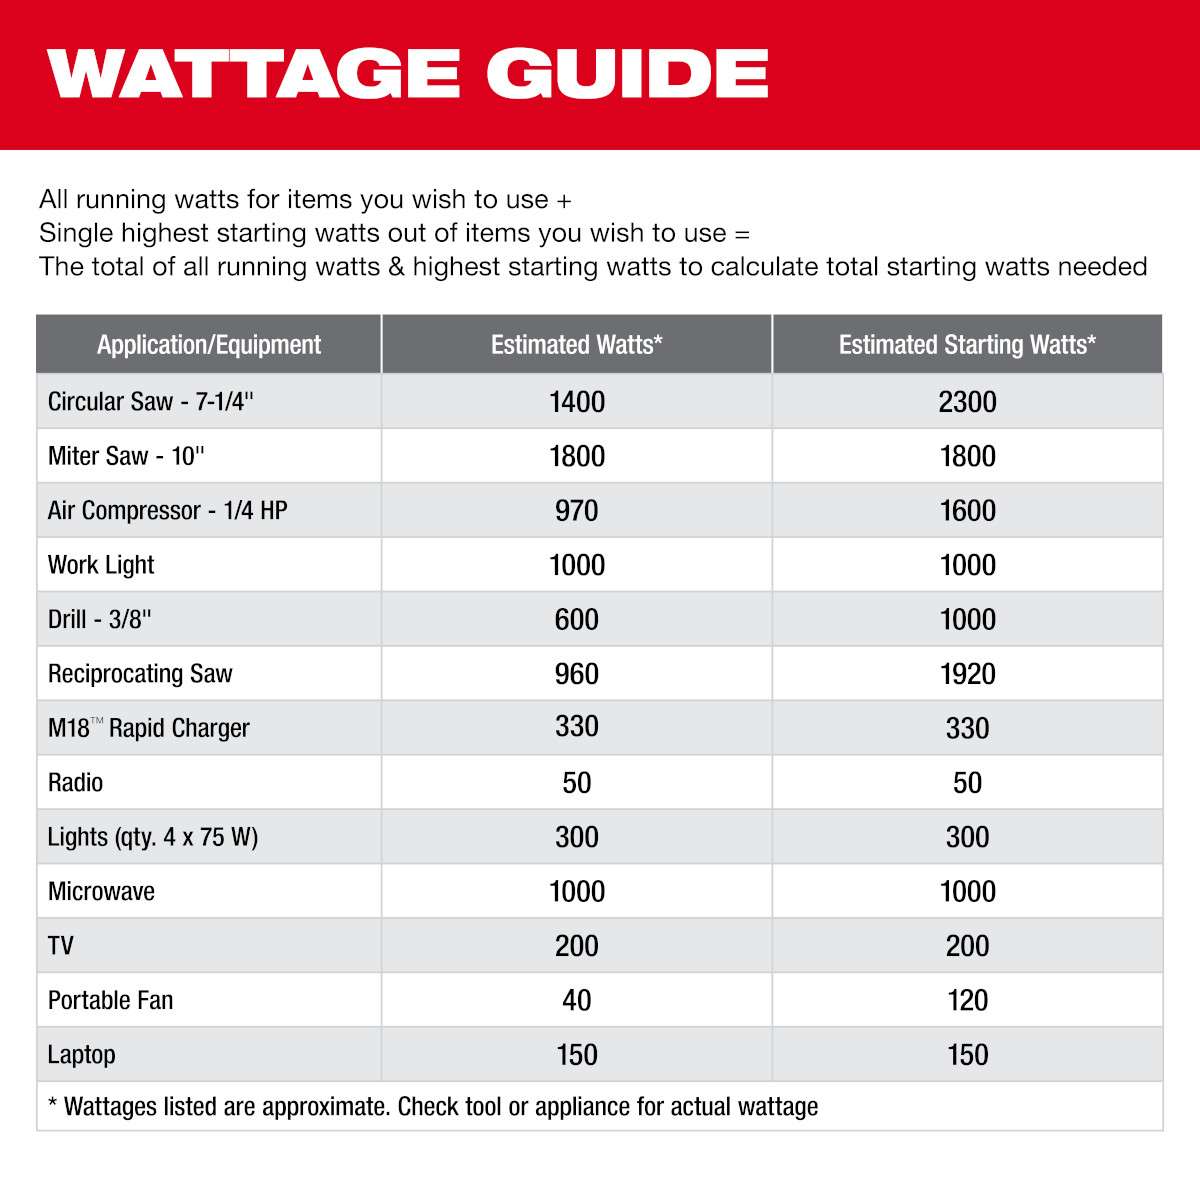 WATTAGE GUIDE
All running watts for items you wish to use +
Single highest starting watts out of items you wish to use =
The total of all running watts & highest starting watts to calculate total starting watts needed
Application/Equipment Estimated Watts* Estimated Starting Watts*
Circular Saw - 7-1/4" 1400 2300
Miter Saw - 10" 1800 1800
Air Compressor - 1/4 HP 970 1600
Work Light 1000 1000
Drill - 3/8" 600 1000
Reciprocating Saw 960 1920
M18™ Rapid Charger 330 330
Radio 50 50
Lights (qty. 4 x 75 W) 300 300
Microwave 1000 1000
TV 200 200
Portable Fan 40 120
Laptop 150 150
* Wattages listed are approximate. Check tool or appliance for actual wattage